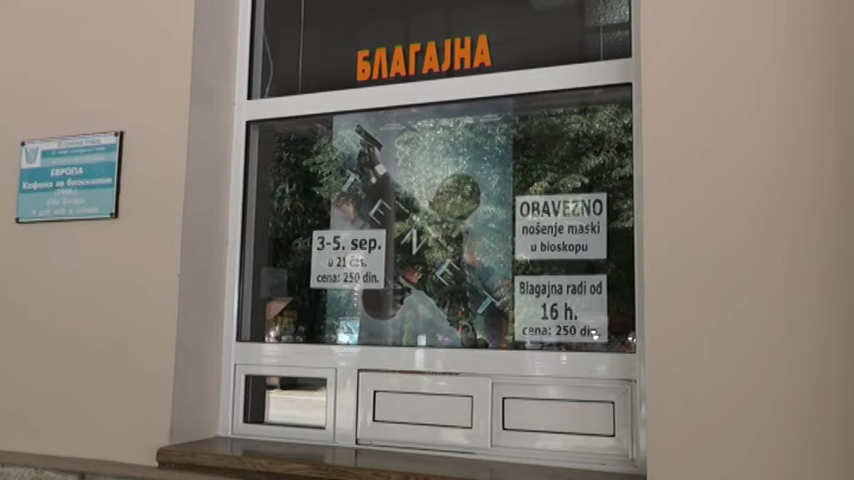 БЛАГАЈНА
ЕВРОПА
Кафана са биоскопом
(1906)
TENET
3-5. sep.
u 21 čas.
cena: 250 din.
OBAVEZNO
nošenje maski
u bioskopu
Blagajna radi od
16 h.
cena: 250 din.